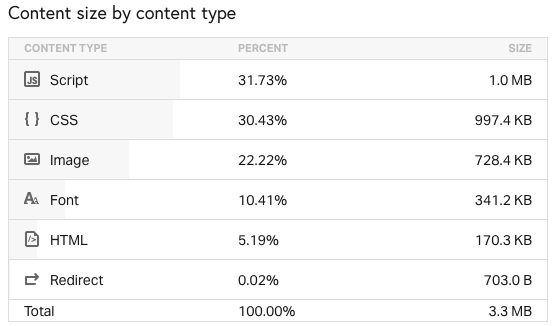 Content size by content type
CONTENT TYPE PERCENT SIZE
JS Script 31.73% 1.0 MB
{ } CSS 30.43% 997.4 KB
Image 22.22% 728.4 KB
AA Font 10.41% 341.2 KB
</> HTML 5.19% 170.3 KB
Redirect 0.02% 703.0 B
Total 100.00% 3.3 MB